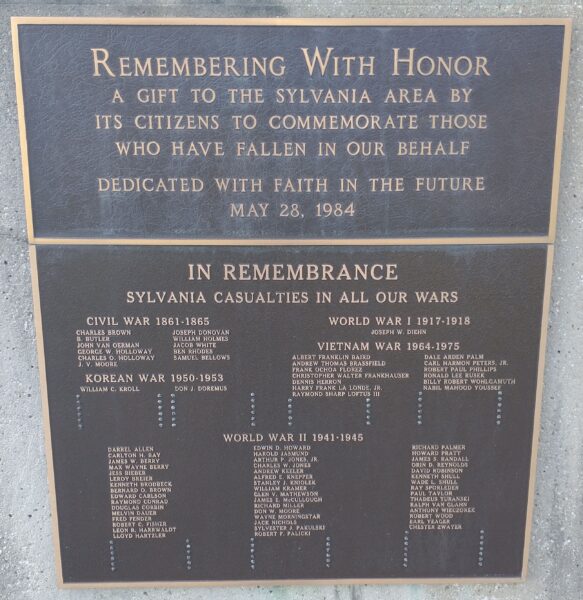 REMEMBERING WITH HONOR
A GIFT TO THE SYLVANIA AREA BY
ITS CITIZENS TO COMMEMORATE THOSE
WHO HAVE FALLEN IN OUR BEHALF
DEDICATED WITH FAITH IN THE FUTURE
MAY 28, 1984
IN REMEMBRANCE
SYLVANIA CASUALTIES IN ALL OUR WARS
CIVIL WAR 1861-1865
CHARLES BROWN
B. BUTLER
JOHN VAN GERMAN
GEORGE W. HOLLOWAY
CHARLES O. HOLLOWAY
J. V. MOORE
JOSEPH DONOVAN
WILLIAM HOLMES
JACOB WHITE
BEN RHODES
SAMUEL BELLOWS
KOREAN WAR 1950-1953
WILLIAM C. KROLL
DON J. DOREMUS
WORLD WAR I 1917-1918
JOSEPH W. DIEHN
VIETNAM WAR 1964-1975
ALBERT FRANKLIN BAIRD
ANDREW THOMAS BRASSFIELD
FRANK OCHOA FLOREZ
CHRISTOPHER WALTER FRANKHAUSER
DENNIS HERRON
HARRY FRANK LA LONDE, JR.
RAYMOND SHARP LOFTUS III
DALE ARDEN PALM
CARL HARMON PETERS, JR.
ROBERT PAUL PHILLIPS
RONALD LEE RUSEK
BILLY ROBERT WOHLGAMUTH
NABIL MAHOUD YOUSSEF
WORLD WAR II 1941-1945
DARREL ALLEN
CARLTON H. BAY
JAMES W. BERRY
MAX WAYNE BERRY
JESS BIEBER
LEROY BREIER
KENNETH BRODBECK
BERNARD D. BROWN
EDWARD CARLSON
RAYMOND CONRAD
DOUGLAS CORBIN
MELVIN DAUER
FRED FENDER
ROBERT C. FISHER
LEON R. HARRWALDT
LLOYD HARTZLER
EDWIN D. HOWARD
HAROLD JASMUND
ARTHUR P. JONES, JR.
CHARLES W. JONES
ANDREW KEELER
ALFRED E. KNEPPER
STANLEY J. KNOLEK
WILLIAM KRAMER
GLEN V. MATHEWSON
JAMES E. McCULLOUGH
RICHARD MILLER
DON W. MOORE
WAYNE MORNINGSTAR
JACK NICHOLS
SYLVESTER J. PAKULSKI
ROBERT F. PALICKI
RICHARD PALMER
HOWARD PRATT
JAMES S. RANDALL
ORIN D. REYNOLDS
DAVID ROBINSON
KENNETH SHULL
WADE L. SHULL
RAY SPORLEDER
PAUL TAYLOR
THADEUS TURANSKI
RALPH VAN GLAHN
ANTHONY WIECZOREK
ROBERT WOOD
EARL YEAGER
CHESTER ZWAYER